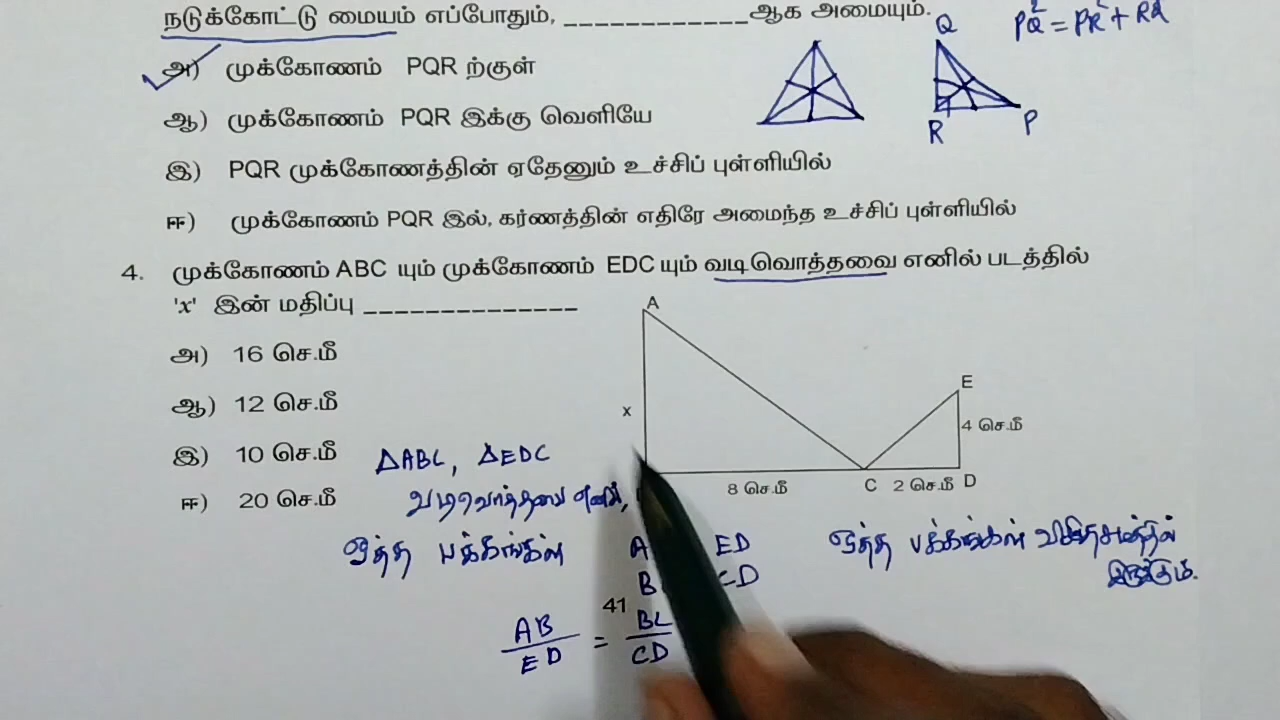 நடுக்கோட்டு மையம் எப்போதும், ____________ஆக அமையும்.
PQ² = PR² + RQ
அ) முக்கோணம் PQR ற்குள்
Q
R P
ஆ) முக்கோணம் PQR இக்கு வெளியே
இ) PQR முக்கோணத்தின் ஏதேனும் உச்சிப் புள்ளியில்
ஈ) முக்கோணம் PQR இல், கர்ணத்தின் எதிரே அமைந்த உச்சிப் புள்ளியில்
4. முக்கோணம் ABC யும் முக்கோணம் EDC யும் வடிவொத்தவை எனில் படத்தில்
'x' இன் மதிப்பு ______________
அ) 16 செ.மீ
ஆ) 12 செ.மீ
இ) 10 செ.மீ
ஈ) 20 செ.மீ
A
x
E
4 செ.மீ
8 செ.மீ C 2 செ.மீ D
ΔABC, ΔEDC
வடிவொத்தவை எனில்,
ஒத்த பக்கங்கள்
A ED
B CD
ஒத்த பக்கங்கள் விகிதசமத்தில்
இருக்கும்.
41
AB/ED = BC/CD